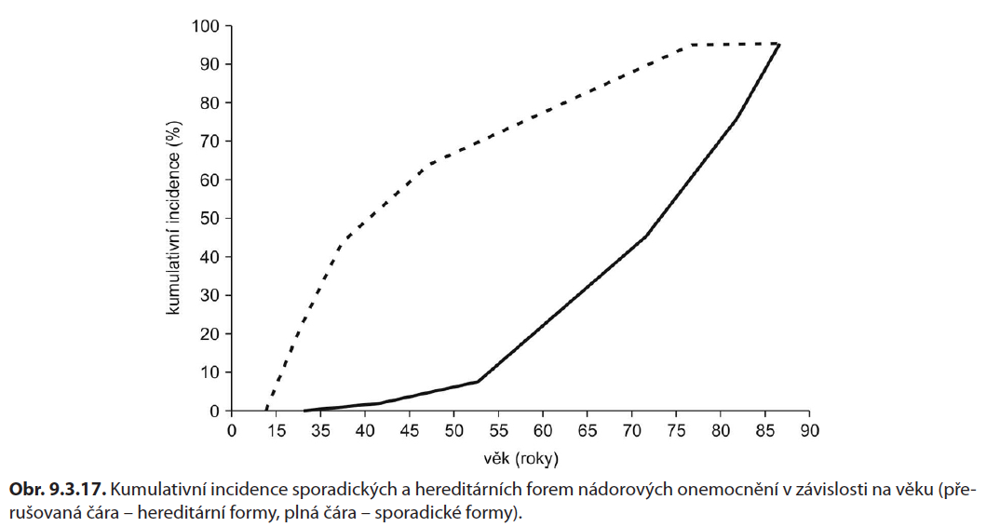 100
90
80
70
60
50
40
30
20
10
0
kumulativní incidence (%)
0 15 35 40 45 50 55 60 65 70 75 80 85 90
věk (roky)
Obr. 9.3.17. Kumulativní incidence sporadických a hereditárních forem nádorových onemocnění v závislosti na věku (pře-
rušovaná čára – hereditární formy, plná čára – sporadické formy).